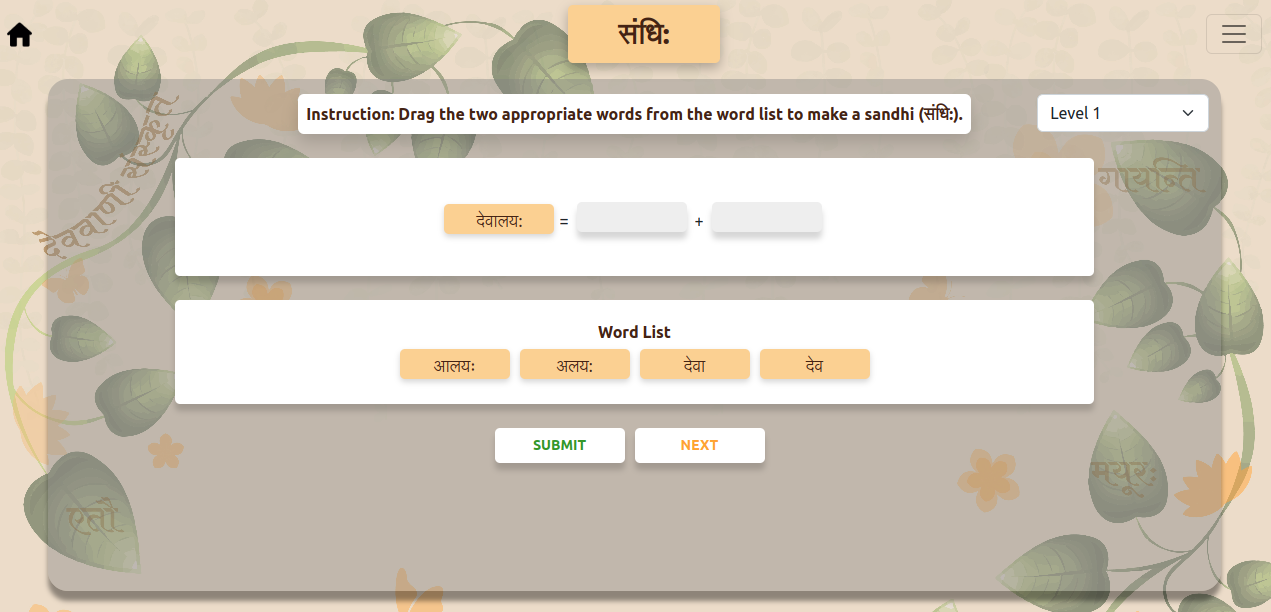 संधि:
Instruction: Drag the two appropriate words from the word list to make a sandhi (संधि:).
Level 1
देववाणीं संस्कृत
गायन्ति
देवालय: = +
Word List
आलयः अलय: देवा देव
SUBMIT NEXT
मयूरः
एतौ